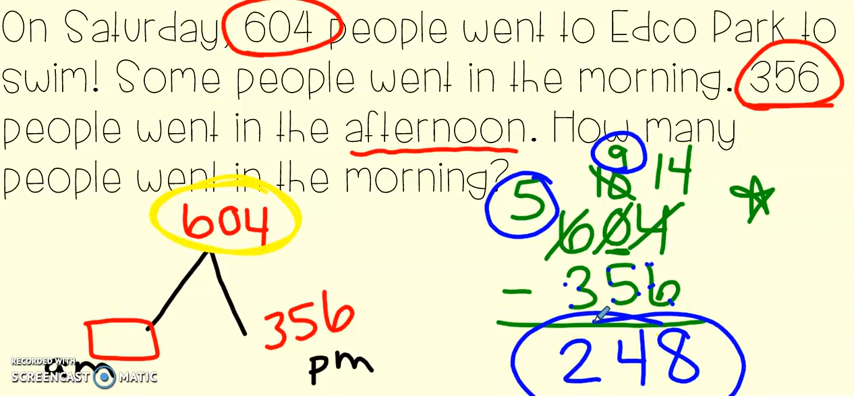 On Saturday, 604 people went to Edco Park to
swim! Some people went in the morning. 356
people went in the afternoon. How many
people went in the morning?
9
5 10 14
604
604
- 356
356
248
am
pm
RECORDED WITH
SCREENCAST MATIC